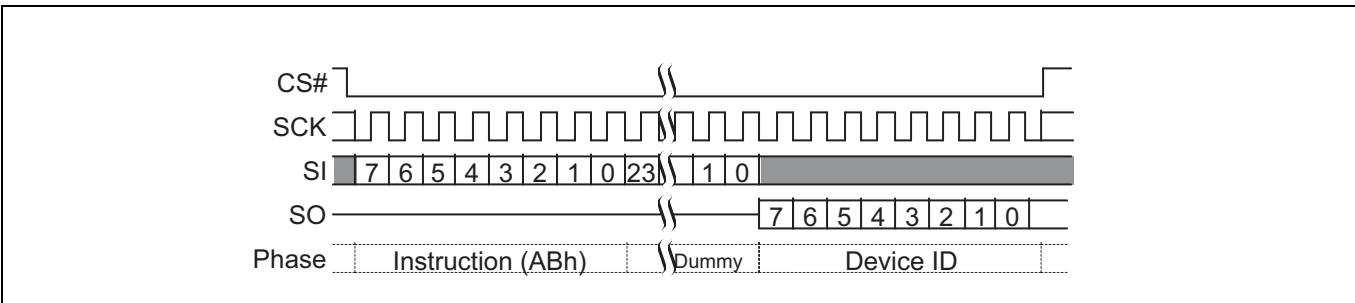 CS#
SCK
SI 7 6 5 4 3 2 1 0 23 1 0
SO 7 6 5 4 3 2 1 0
Phase Instruction (ABh) Dummy Device ID